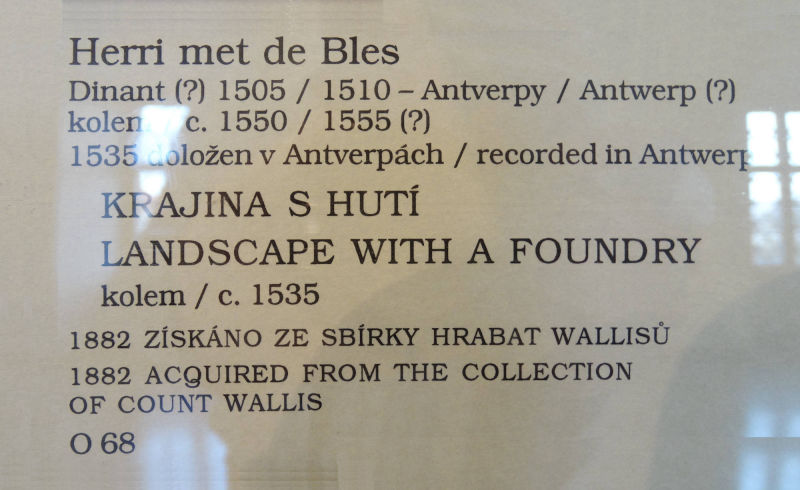 Herri met de Bles
Dinant (?) 1505 / 1510 – Antverpy / Antwerp (?)
kolem / c. 1550 / 1555 (?)
1535 doložen v Antverpách / recorded in Antwerp
KRAJINA S HUTÍ
LANDSCAPE WITH A FOUNDRY
kolem / c. 1535
1882 ZÍSKÁNO ZE SBÍRKY HRABAT WALLISŮ
1882 ACQUIRED FROM THE COLLECTION
OF COUNT WALLIS
O 68